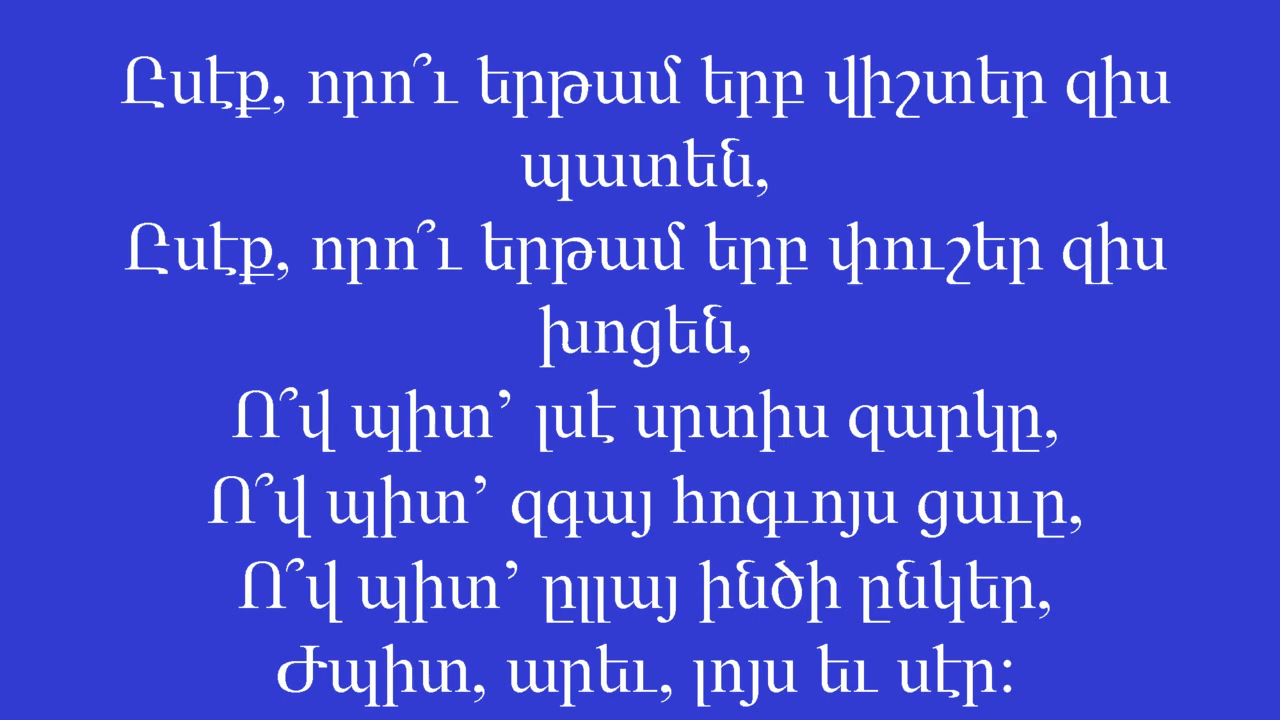 Ըսէք, որո՞ւ երթամ երբ վիշտեր զիս
պատեն,
Ըսէք, որո՞ւ երթամ երբ փուշեր զիս
խոցեն,
Ո՞վ պիտ՚ լսէ սրտիս զարկը,
Ո՞վ պիտ՚ զգայ հոգւոյս ցաւը,
Ո՞վ պիտ՚ ըլլայ ինծի ընկեր,
Ժպիտ, արեւ, լոյս եւ սէր։